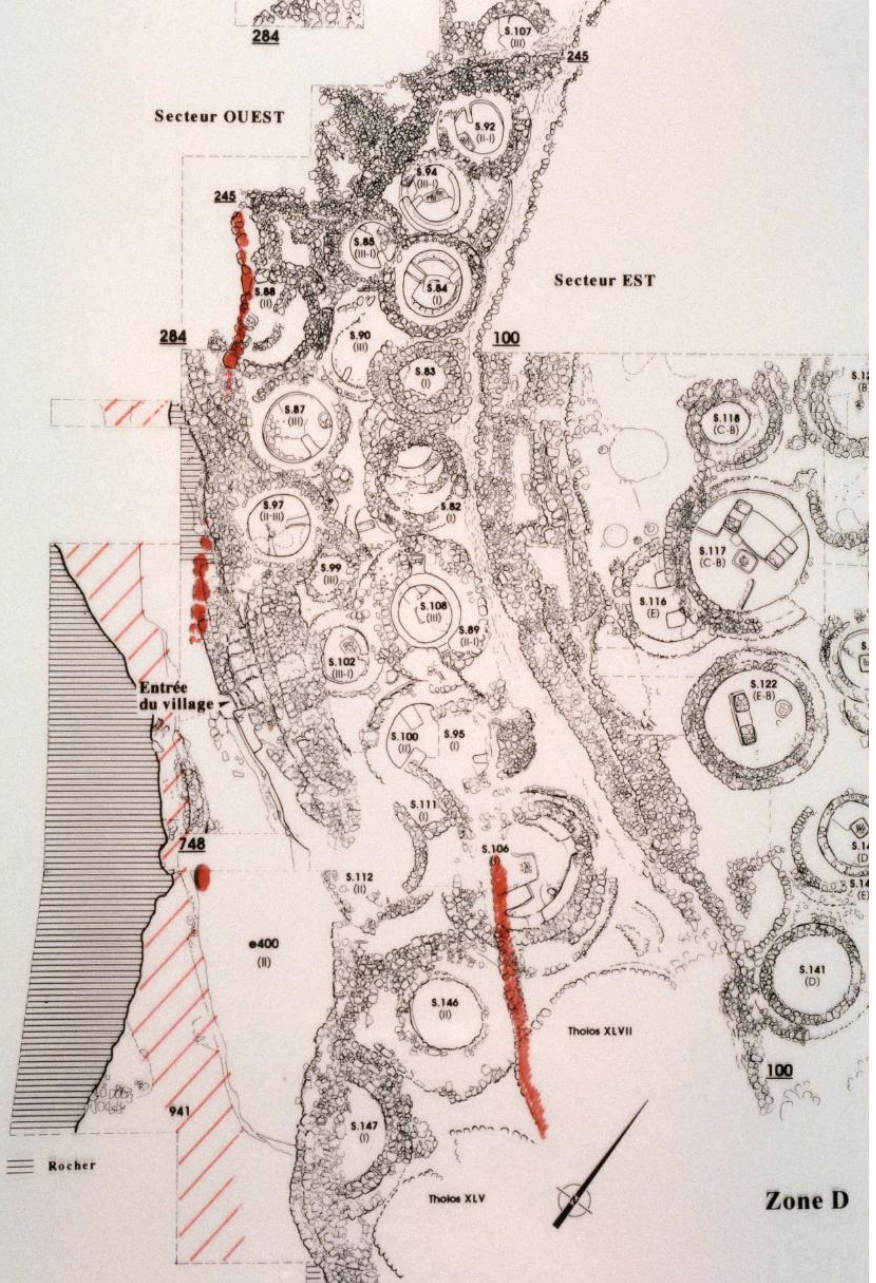 284
S.107
(III)
245
Secteur OUEST
S.92
(II-I)
S.94
(III-I)
245
S.85
(III-I)
Secteur EST
S.88
(II)
S.84
(I)
284
S.90
(III)
100
S.83
(I)
S.87
(III)
S.118
(C-B)
S.97
(II-III)
S.82
(I)
S.117
(C-B)
S.99
(III)
S.108
(III)
S.116
(E)
S.89
(II-I)
S.102
(III-I)
Entrée
du village
S.122
(E-B)
S.100
(II)
S.95
(I)
S.111
(I)
748
S.106
(I)
S.112
(II)
e400
(II)
S.141
(D)
S.146
(II)
Tholos XLVII
100
941
S.147
(I)
Rocher
Tholos XLV
Zone D